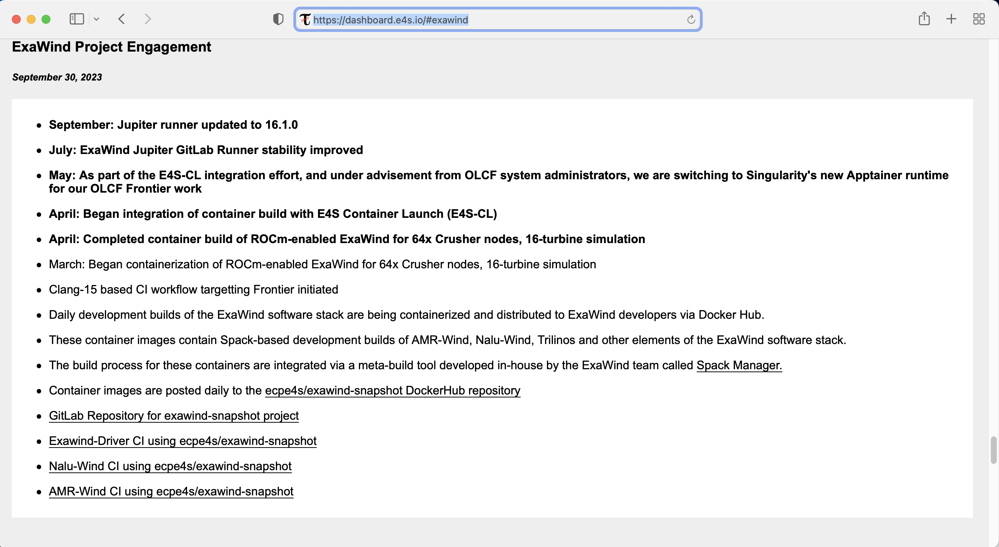 https://dashboard.e4s.io/#exawind
ExaWind Project Engagement
September 30, 2023
September: Jupiter runner updated to 16.1.0
July: ExaWind Jupiter GitLab Runner stability improved
May: As part of the E4S-CL integration effort, and under advisement from OLCF system administrators, we are switching to Singularity's new Apptainer runtime
for our OLCF Frontier work
April: Began integration of container build with E4S Container Launch (E4S-CL)
April: Completed container build of ROCm-enabled ExaWind for 64x Crusher nodes, 16-turbine simulation
March: Began containerization of ROCm-enabled ExaWind for 64x Crusher nodes, 16-turbine simulation
Clang-15 based CI workflow targetting Frontier initiated
Daily development builds of the ExaWind software stack are being containerized and distributed to ExaWind developers via Docker Hub.
These container images contain Spack-based development builds of AMR-Wind, Nalu-Wind, Trilinos and other elements of the ExaWind software stack.
The build process for these containers are integrated via a meta-build tool developed in-house by the ExaWind team called Spack Manager.
Container images are posted daily to the ecpe4s/exawind-snapshot DockerHub repository
GitLab Repository for exawind-snapshot project
Exawind-Driver CI using ecpe4s/exawind-snapshot
Nalu-Wind CI using ecpe4s/exawind-snapshot
AMR-Wind CI using ecpe4s/exawind-snapshot